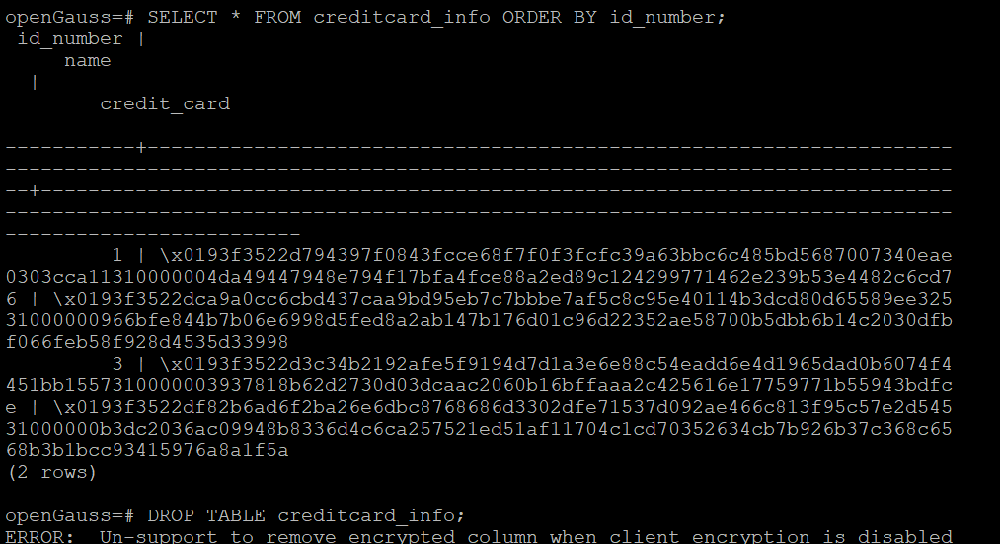 openGauss=# SELECT * FROM creditcard_info ORDER BY id_number;
id_number |
name
|
credit_card
-----------+--------------------------------------------------------------------
--------------------------------------------------------------------------------
--+-----------------------------------------------------------------------------
--------------------------------------------------------------------------------
-------------------------
1 | \x0193f3522d794397f0843fcce68f7f0f3fcfc39a63bbc6c485bd5687007340eae
0303cca11310000004da49447948e794f17bfa4fce88a2ed89c124299771462e239b53e4482c6cd7
6 | \x0193f3522dca9a0cc6cbd437caa9bd95eb7c7bbbe7af5c8c95e40114b3dcd80d65589ee325
31000000966bfe844b7b06e6998d5fed8a2ab147b176d01c96d22352ae58700b5dbb6b14c2030dfb
f066feb58f928d4535d33998
3 | \x0193f3522d3c34b2192afe5f9194d7d1a3e6e88c54eadd6e4d1965dad0b6074f4
451bb1557310000003937818b62d2730d03dcaac2060b16bffaaa2c425616e17759771b55943bdfc
e | \x0193f3522df82b6ad6f2ba26e6dbc8768686d3302dfe71537d092ae466c813f95c57e2d545
31000000b3dc2036ac09948b8336d4c6ca257521ed51af11704c1cd70352634cb7b926b37c368c65
68b3b1bcc93415976a8a1f5a
(2 rows)
openGauss=# DROP TABLE creditcard_info;
ERROR:  Un-support to remove encrypted column when client encryption is disabled